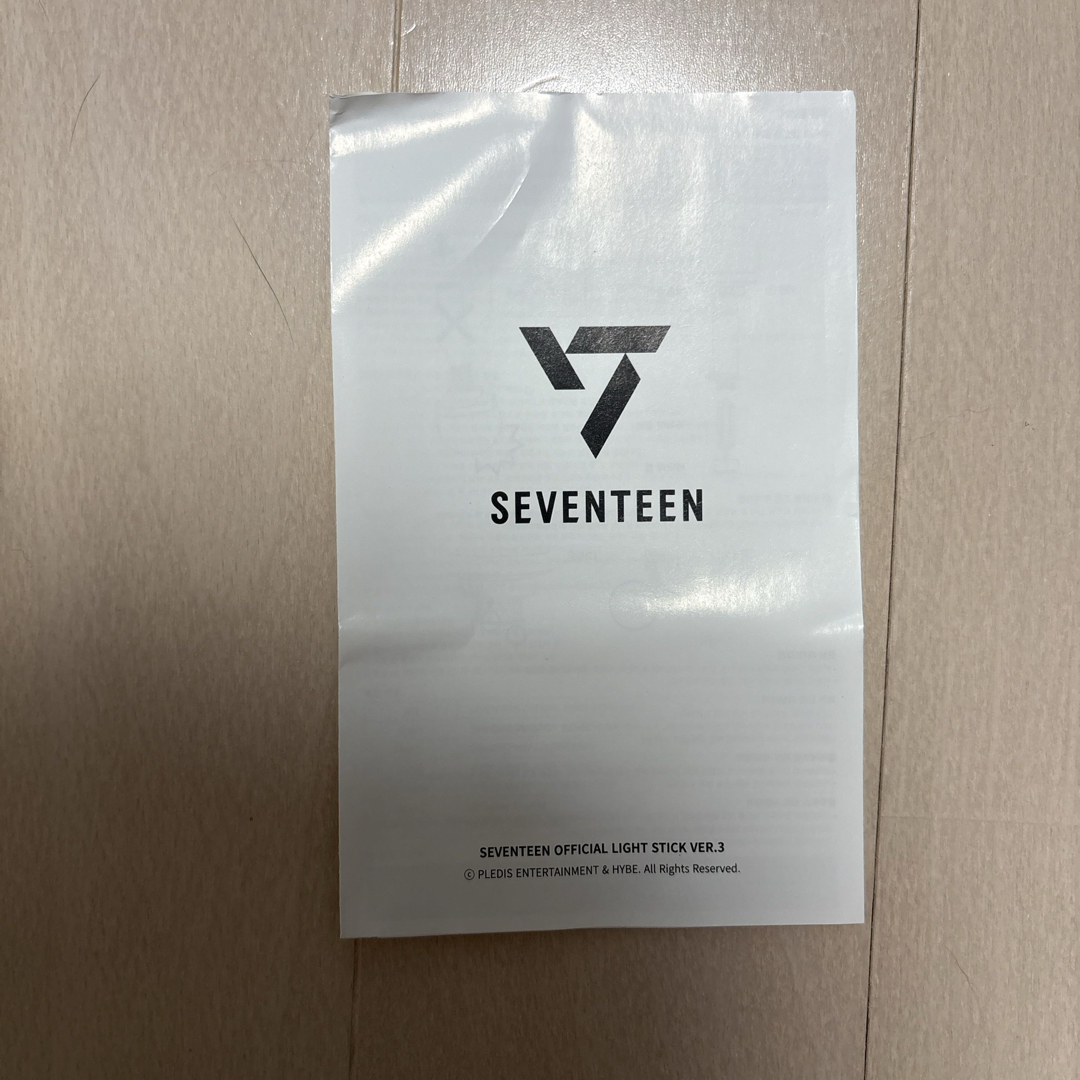 SEVENTEEN
SEVENTEEN OFFICIAL LIGHT STICK VER.3
ⓒ PLEDIS ENTERTAINMENT & HYBE. All Rights Reserved.